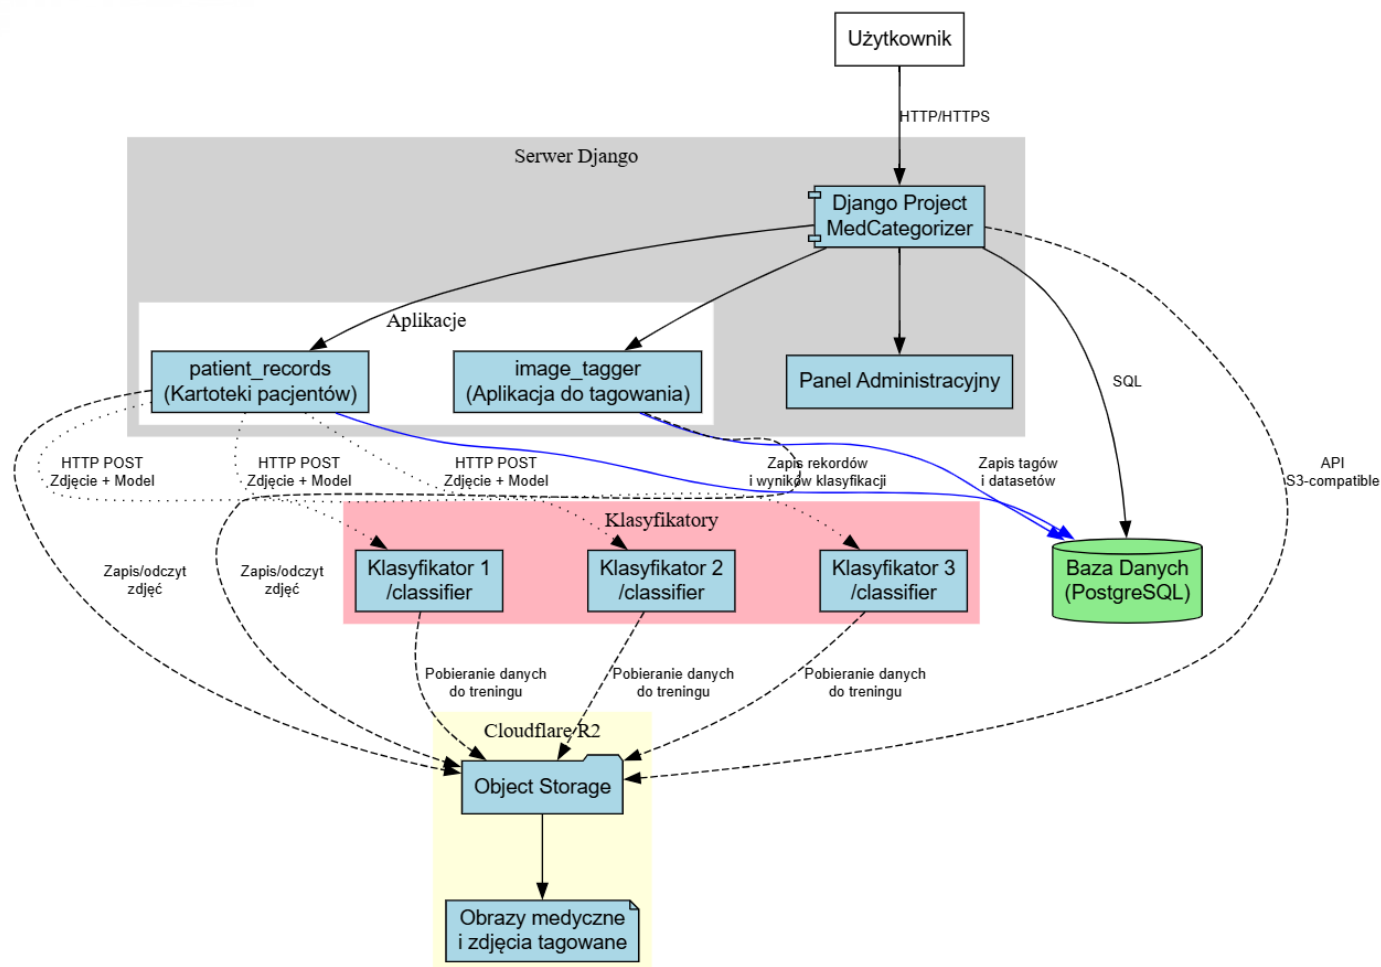 Użytkownik
HTTP/HTTPS
Serwer Django
Django Project
MedCategorizer
Aplikacje
patient_records
(Kartoteki pacjentów)
image_tagger
(Aplikacja do tagowania)
Panel Administracyjny
SQL
HTTP POST
Zdjęcie + Model
HTTP POST
Zdjęcie + Model
HTTP POST
Zdjęcie + Model
Zapis rekordów
i wyników klasyfikacji
Zapis tagów
i datasetów
API
S3-compatible
Klasyfikatory
Klasyfikator 1
/classifier
Klasyfikator 2
/classifier
Klasyfikator 3
/classifier
Baza Danych
(PostgreSQL)
Zapis/odczyt
zdjęć
Zapis/odczyt
zdjęć
Pobieranie danych
do treningu
Pobieranie danych
do treningu
Pobieranie danych
do treningu
Cloudflare R2
Object Storage
Obrazy medyczne
i zdjęcia tagowane